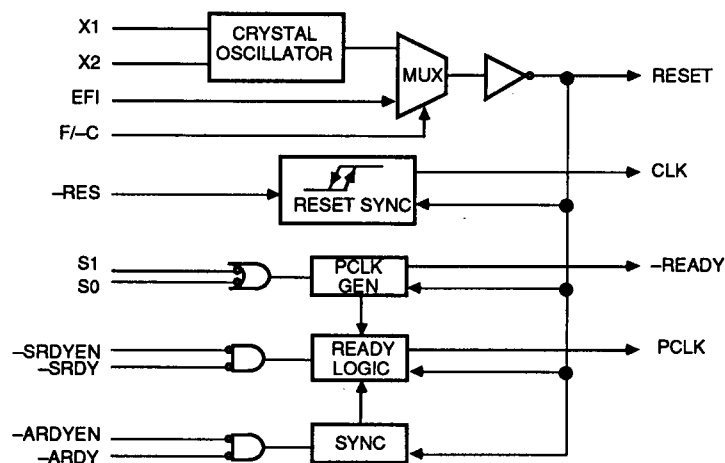 X1
X2
EFI
F/–C
CRYSTAL
OSCILLATOR
MUX
RESET
–RES
RESET SYNC
CLK
S1
S0
PCLK
GEN
–READY
–SRDYEN
–SRDY
READY
LOGIC
PCLK
–ARDYEN
–ARDY
SYNC